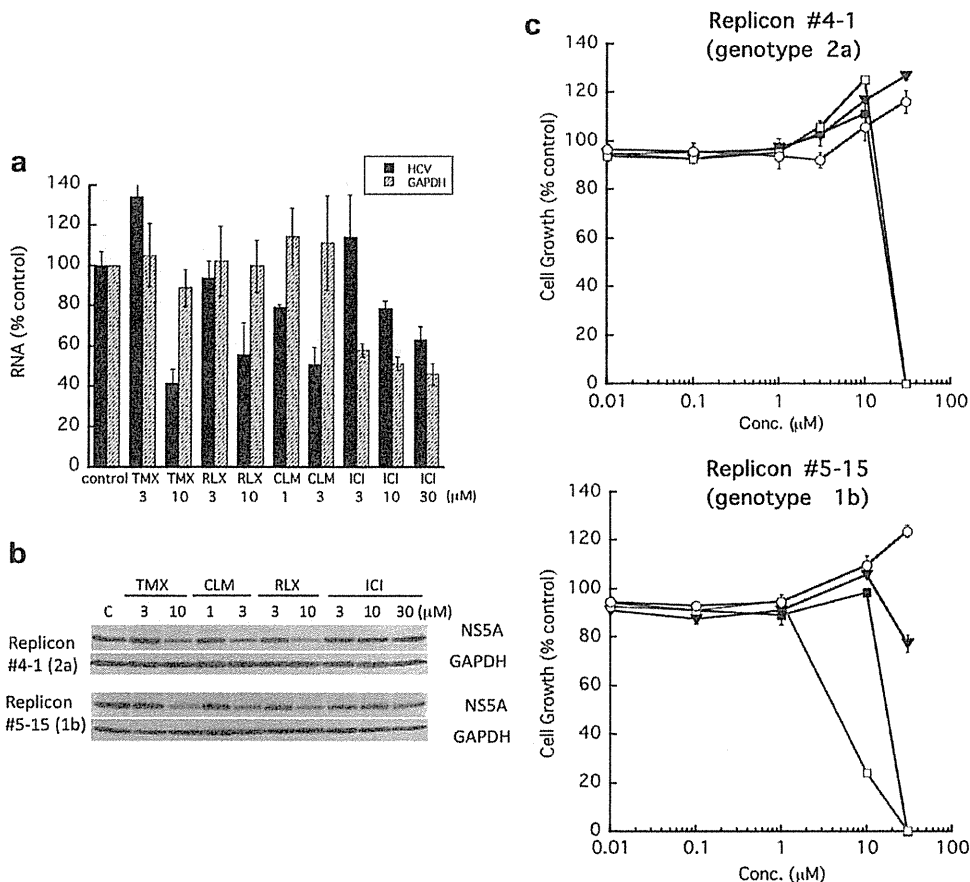 a
HCV
GAPDH
RNA (% control)
140
120
100
80
60
40
20
0
control TMX TMX RLX RLX CLM CLM ICI ICI ICI
3 10 3 10 1 3 3 10 30 (μM)
b
TMX CLM RLX ICI
C 3 10 1 3 3 10 3 10 30(μM)
Replicon
#4-1 (2a)
NS5A
GAPDH
Replicon
#5-15 (1b)
NS5A
GAPDH
c
Replicon #4-1
(genotype 2a)
Cell Growth (% control)
140
120
100
80
60
40
20
0
0.01 0.1 1 10 100
Conc. (μM)
Replicon #5-15
(genotype 1b)
Cell Growth (% control)
140
120
100
80
60
40
20
0
0.01 0.1 1 10 100
Conc. (μM)